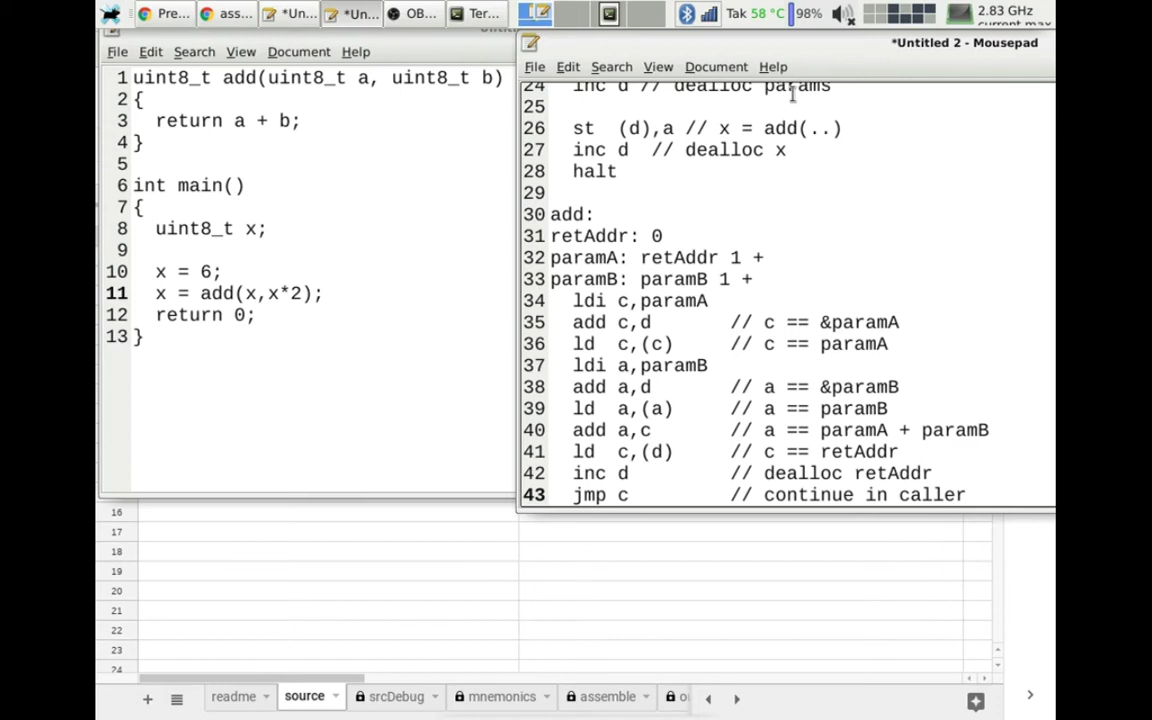 Pre...
ass...
*Un...
*Un...
OB...
Ter...
Tak 58 °C 98%
2.83 GHz
current max
File Edit Search View Document Help
1 uint8_t add(uint8_t a, uint8_t b)
2 {
3 return a + b;
4 }
5
6 int main()
7 {
8 uint8_t x;
9
10 x = 6;
11 x = add(x,x*2);
12 return 0;
13 }
*Untitled 2 - Mousepad
File Edit Search View Document Help
24 inc d // dealloc params
25
26 st (d),a // x = add(..)
27 inc d // dealloc x
28 halt
29
30 add:
31 retAddr: 0
32 paramA: retAddr 1 +
33 paramB: paramB 1 +
34 ldi c,paramA
35 add c,d // c == &paramA
36 ld c,(c) // c == paramA
37 ldi a,paramB
38 add a,d // a == &paramB
39 ld a,(a) // a == paramB
40 add a,c // a == paramA + paramB
41 ld c,(d) // c == retAddr
42 inc d // dealloc retAddr
43 jmp c // continue in caller
16
17
18
19
20
21
22
23
24
readme source srcDebug mnemonics assemble